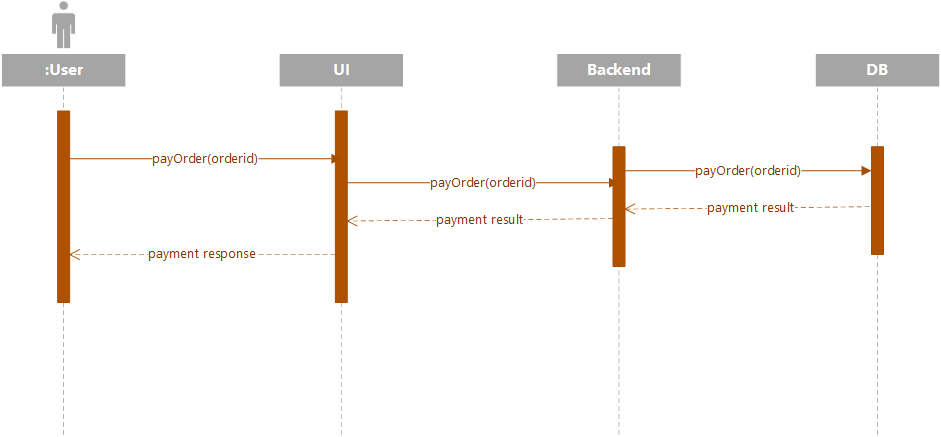 :User
UI
Backend
DB
payOrder(orderid)
payOrder(orderid)
payOrder(orderid)
payment result
payment result
payment response